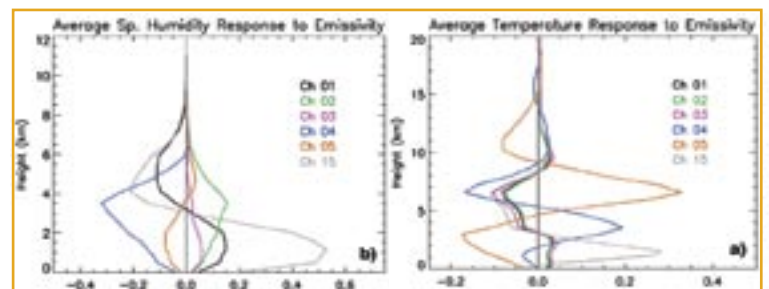 Average Sp. Humidity Response to Emissivity
12
10
8
6
4
2
0
Height (km)
Ch 01
Ch 02
Ch 03
Ch 04
Ch 05
Ch 15
b)
-0.4 -0.2 0.0 0.2 0.4 0.6
Average Temperature Response to Emissivity
20
15
10
5
0
Height (km)
Ch 01
Ch 02
Ch 03
Ch 04
Ch 05
Ch 15
a)
-0.2 0.0 0.2 0.4